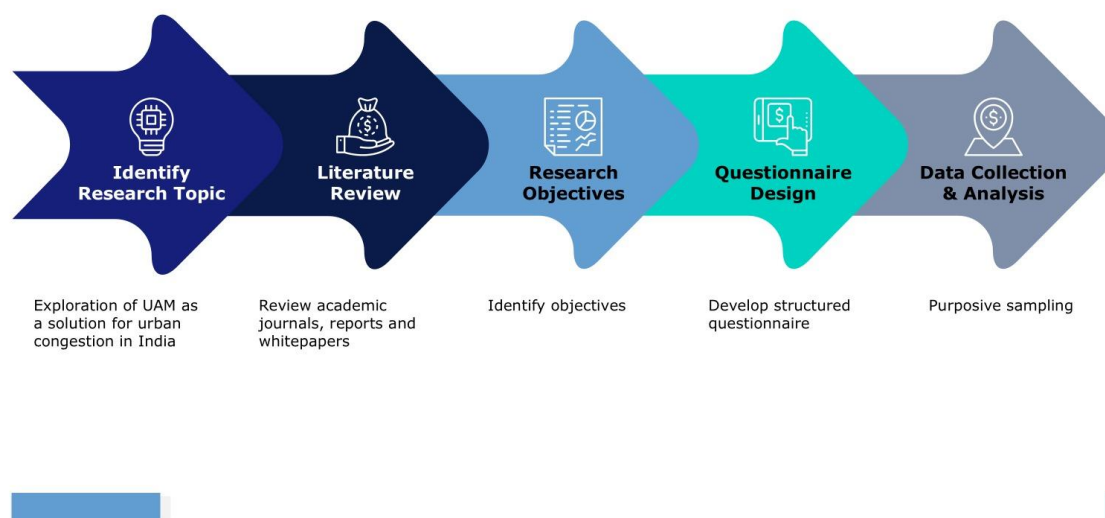 Identify
Research Topic
Literature
Review
Research
Objectives
Questionnaire
Design
Data Collection
& Analysis
Exploration of UAM as
a solution for urban
congestion in India
Review academic
journals, reports and
whitepapers
Identify objectives
Develop structured
questionnaire
Purposive sampling